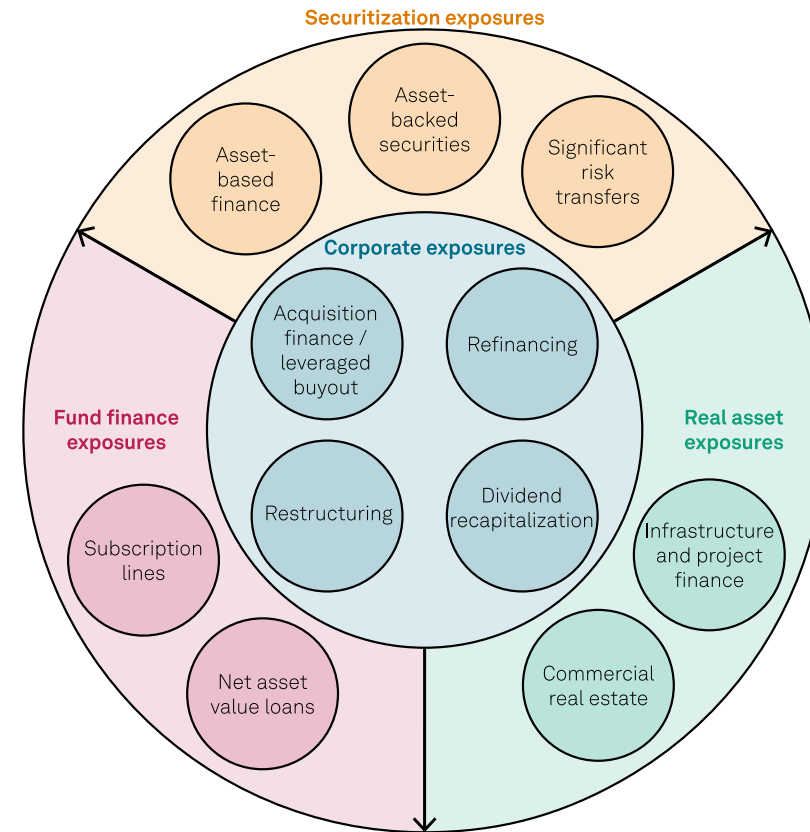 Securitization exposures
Asset-
backed
securities
Asset-
based
finance
Significant
risk
transfers
Corporate exposures
Acquisition
finance /
leveraged
buyout
Refinancing
Restructuring
Dividend
recapitalization
Fund finance
exposures
Subscription
lines
Net asset
value loans
Real asset
exposures
Infrastructure
and project
finance
Commercial
real estate